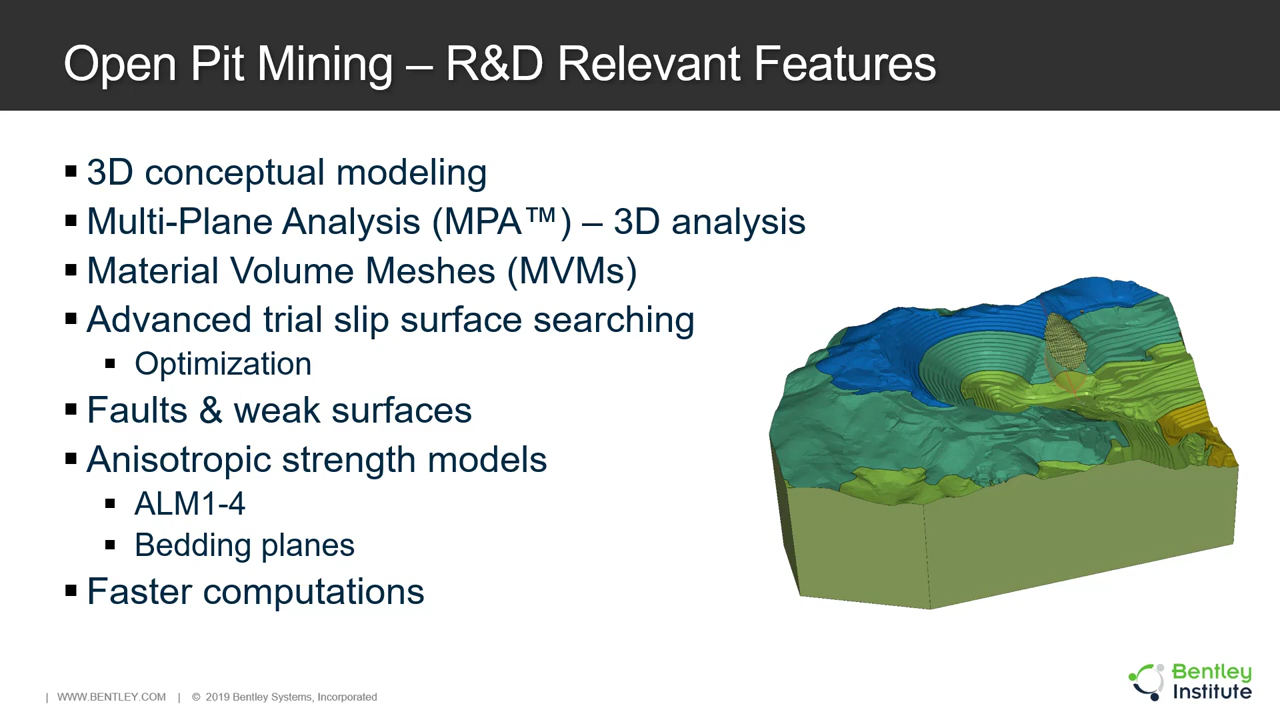 Open Pit Mining – R&D Relevant Features
▪ 3D conceptual modeling
▪ Multi-Plane Analysis (MPA™) – 3D analysis
▪ Material Volume Meshes (MVMs)
▪ Advanced trial slip surface searching
▪ Optimization
▪ Faults & weak surfaces
▪ Anisotropic strength models
▪ ALM1-4
▪ Bedding planes
▪ Faster computations
| WWW.BENTLEY.COM | © 2019 Bentley Systems, Incorporated
Bentley
Institute